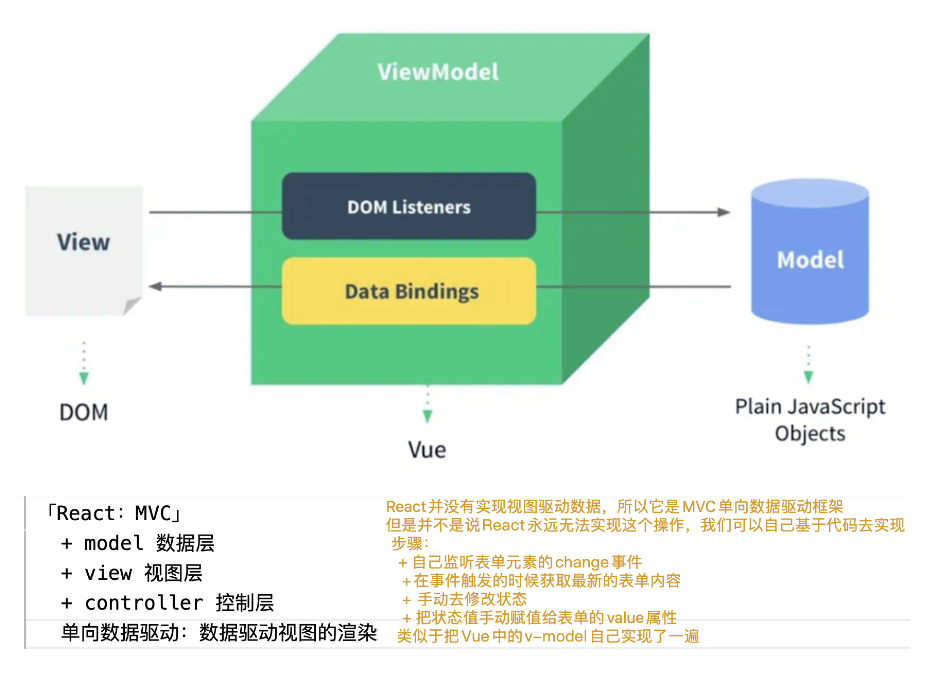 ViewModel
DOM Listeners
View
Model
Data Bindings
DOM
Plain JavaScript
Objects
Vue
「React：MVC」
+ model 数据层
+ view 视图层
+ controller 控制层
单向数据驱动：数据驱动视图的渲染
React并没有实现视图驱动数据，所以它是MVC单向数据驱动框架
但是并不是说React永远无法实现这个操作，我们可以自己基于代码去实现
步骤：
+自己监听表单元素的change事件
+在事件触发的时候获取最新的表单内容
+ 手动去修改状态
+把状态值手动赋值给表单的value属性
类似于把Vue中的v-model自己实现了一遍